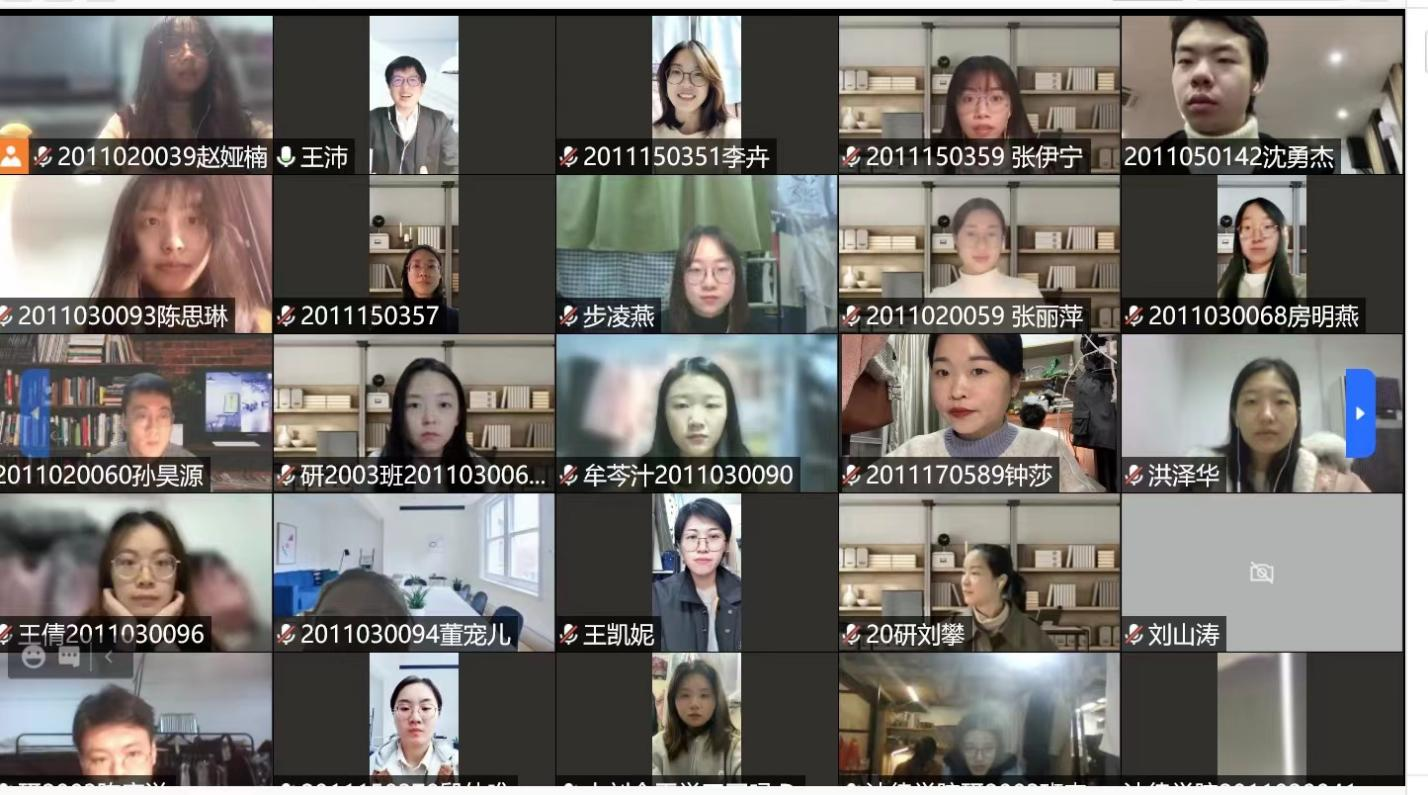 2011020039赵娅楠
王沛
2011150351李卉
2011150359 张伊宁
2011050142沈勇杰
2011030093陈思琳
2011150357
步凌燕
2011020059 张丽萍
2011030068房明燕
2011020060孙昊源
研2003班201103006...
牟芩汁2011030090
2011170589钟莎
洪泽华
王倩2011030096
2011030094董宠儿
王凯妮
20研刘攀
刘山涛